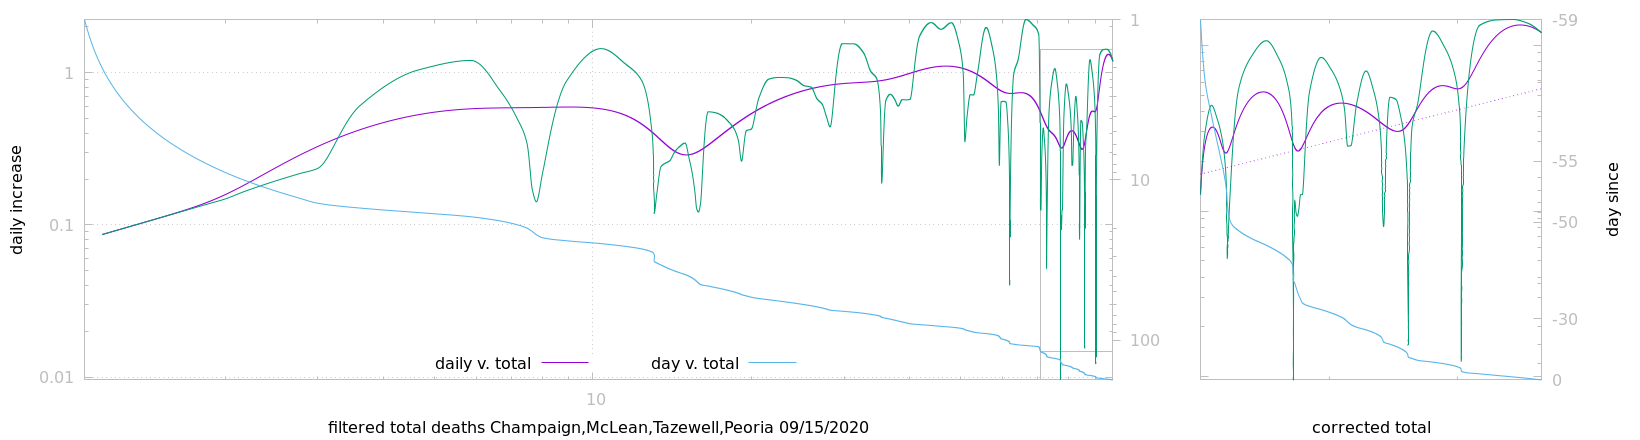 daily increase
1
0.1
0.01
daily v. total
day v. total
10
filtered total deaths Champaign,McLean,Tazewell,Peoria 09/15/2020
1
10
100
-59
-55
-50
-30
0
day since
corrected total